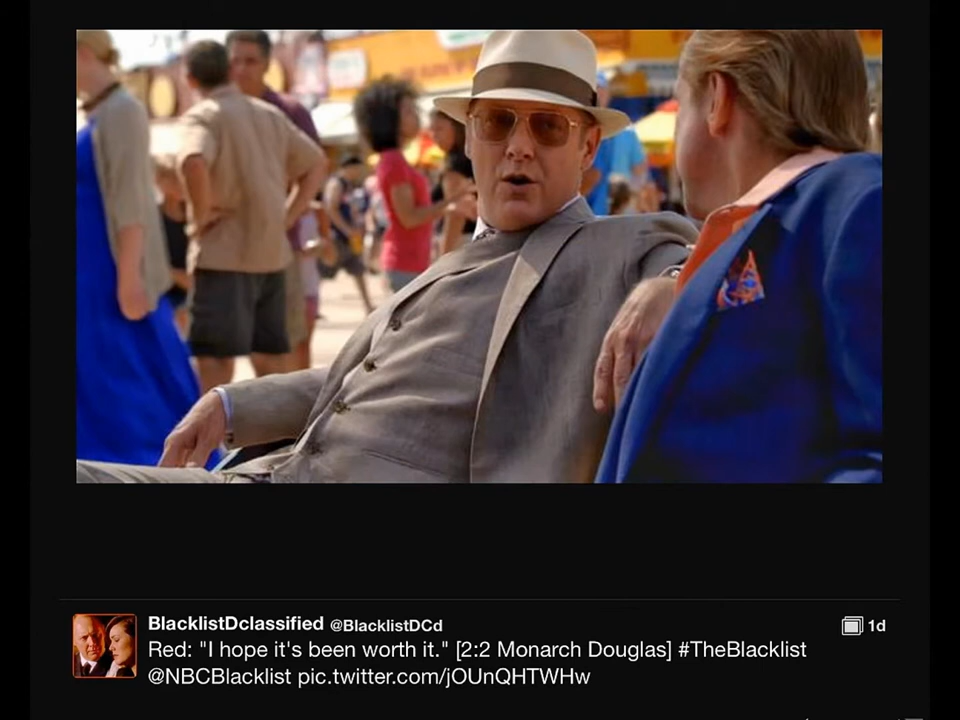 BlacklistDclassified @BlacklistDCd 1d
Red: "I hope it's been worth it." [2:2 Monarch Douglas] #TheBlacklist
@NBCBlacklist pic.twitter.com/jOUnQHTWHw